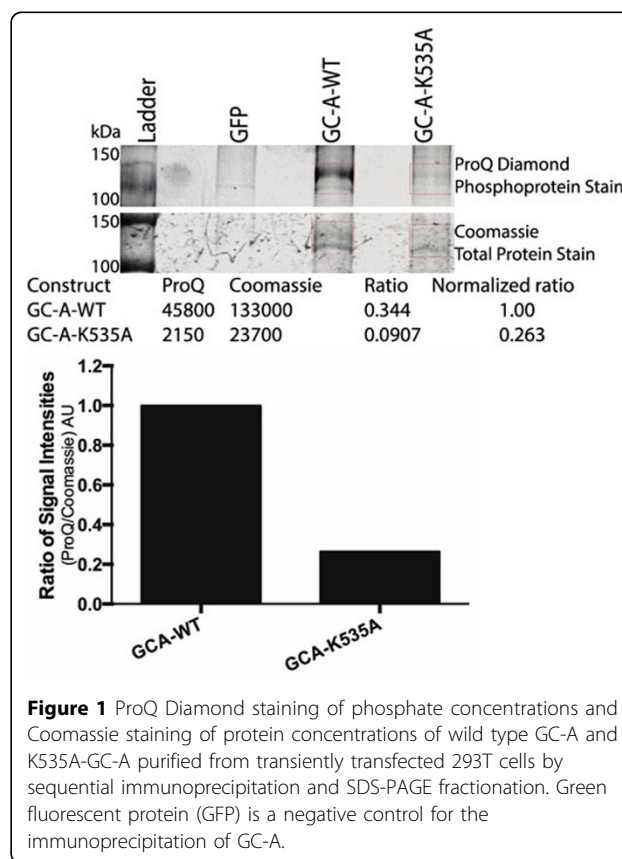 Ladder
GFP
GC-A-WT
GC-A-K535A
kDa
150
100
ProQ Diamond
Phosphoprotein Stain
150
100
Coomassie
Total Protein Stain
Construct ProQ Coomassie Ratio Normalized ratio
GC-A-WT 45800 133000 0.344 1.00
GC-A-K535A 2150 23700 0.0907 0.263
Ratio of Signal Intensities
(ProQ/Coomassie) AU
1.2
1.0
0.8
0.6
0.4
0.2
0.0
GCA-WT
GCA-K535A
Figure 1 ProQ Diamond staining of phosphate concentrations and
Coomassie staining of protein concentrations of wild type GC-A and
K535A-GC-A purified from transiently transfected 293T cells by
sequential immunoprecipitation and SDS-PAGE fractionation. Green
fluorescent protein (GFP) is a negative control for the
immunoprecipitation of GC-A.